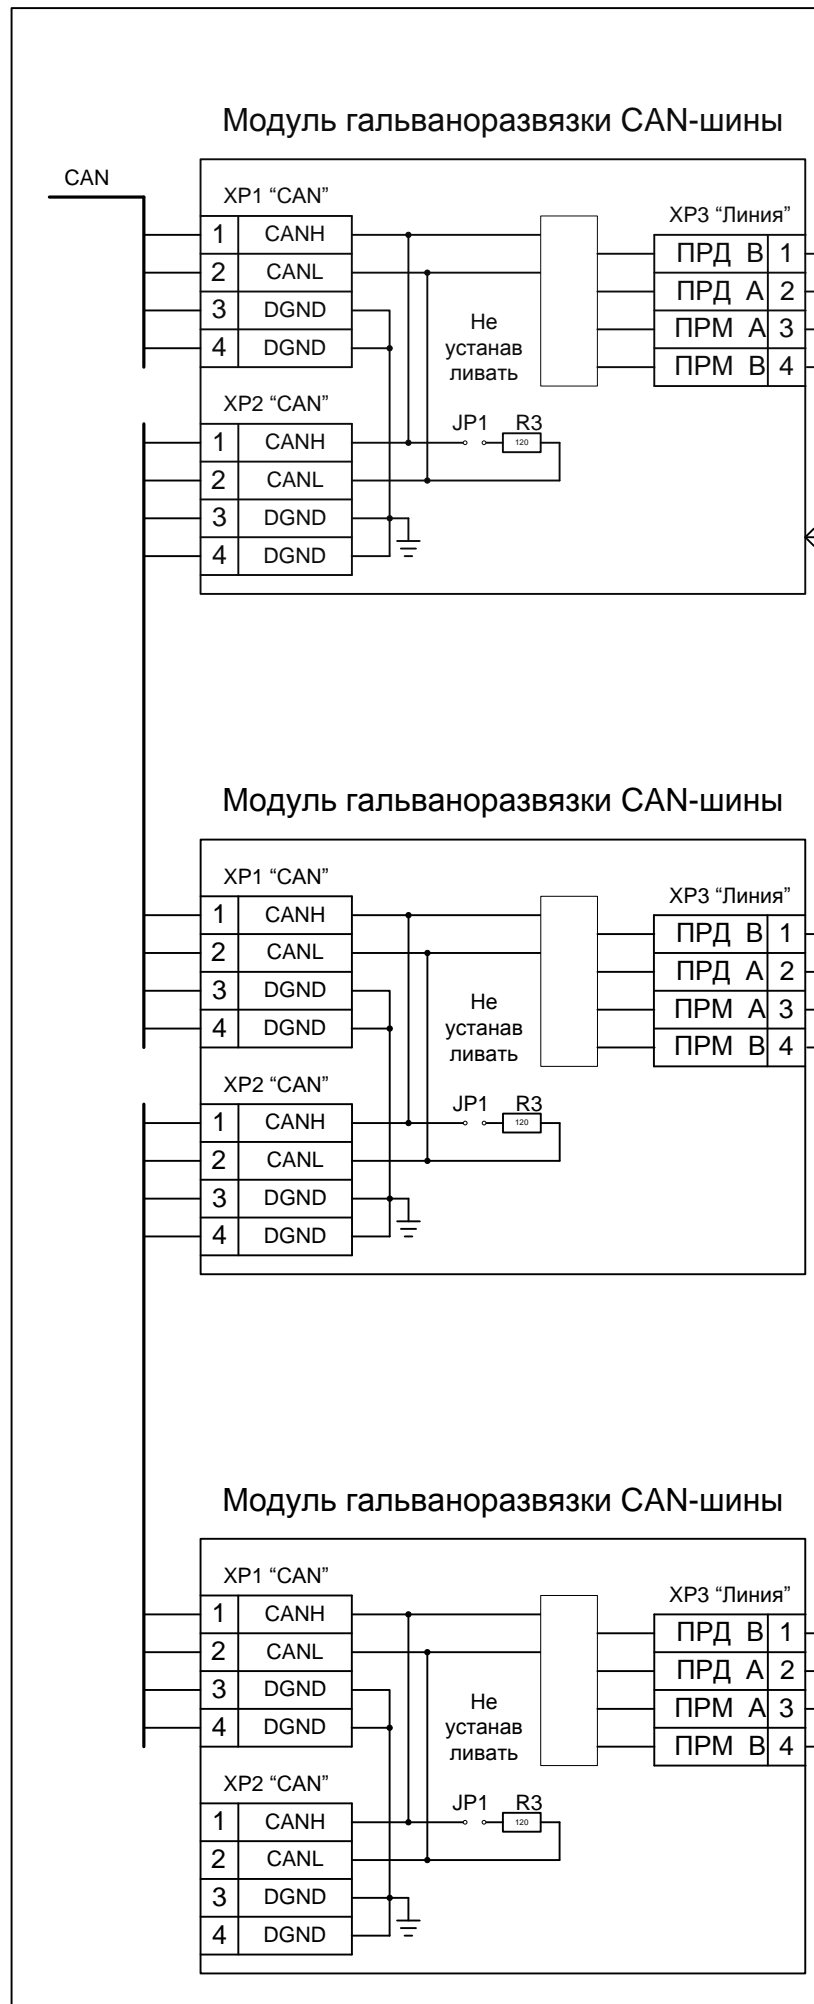 Модуль гальваноразвязки CAN-шины
CAN
XP1 “CAN”
1 CANH
2 CANL
3 DGND
4 DGND
XP3 “Линия”
ПРД В 1
ПРД А 2
ПРМ А 3
ПРМ В 4
Не
устанав
ливать
XP2 “CAN”
1 CANH
2 CANL
3 DGND
4 DGND
JP1 R3
120
Модуль гальваноразвязки CAN-шины
XP1 “CAN”
1 CANH
2 CANL
3 DGND
4 DGND
XP3 “Линия”
ПРД В 1
ПРД А 2
ПРМ А 3
ПРМ В 4
Не
устанав
ливать
XP2 “CAN”
1 CANH
2 CANL
3 DGND
4 DGND
JP1 R3
120
Модуль гальваноразвязки CAN-шины
XP1 “CAN”
1 CANH
2 CANL
3 DGND
4 DGND
XP3 “Линия”
ПРД В 1
ПРД А 2
ПРМ А 3
ПРМ В 4
Не
устанав
ливать
XP2 “CAN”
1 CANH
2 CANL
3 DGND
4 DGND
JP1 R3
120